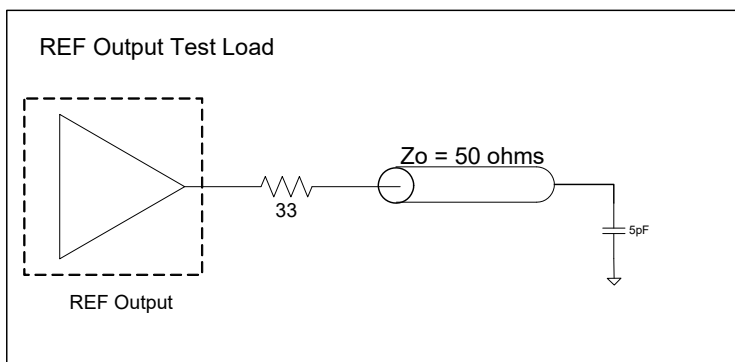 REF Output Test Load
Zo = 50 ohms
33
5pF
REF Output